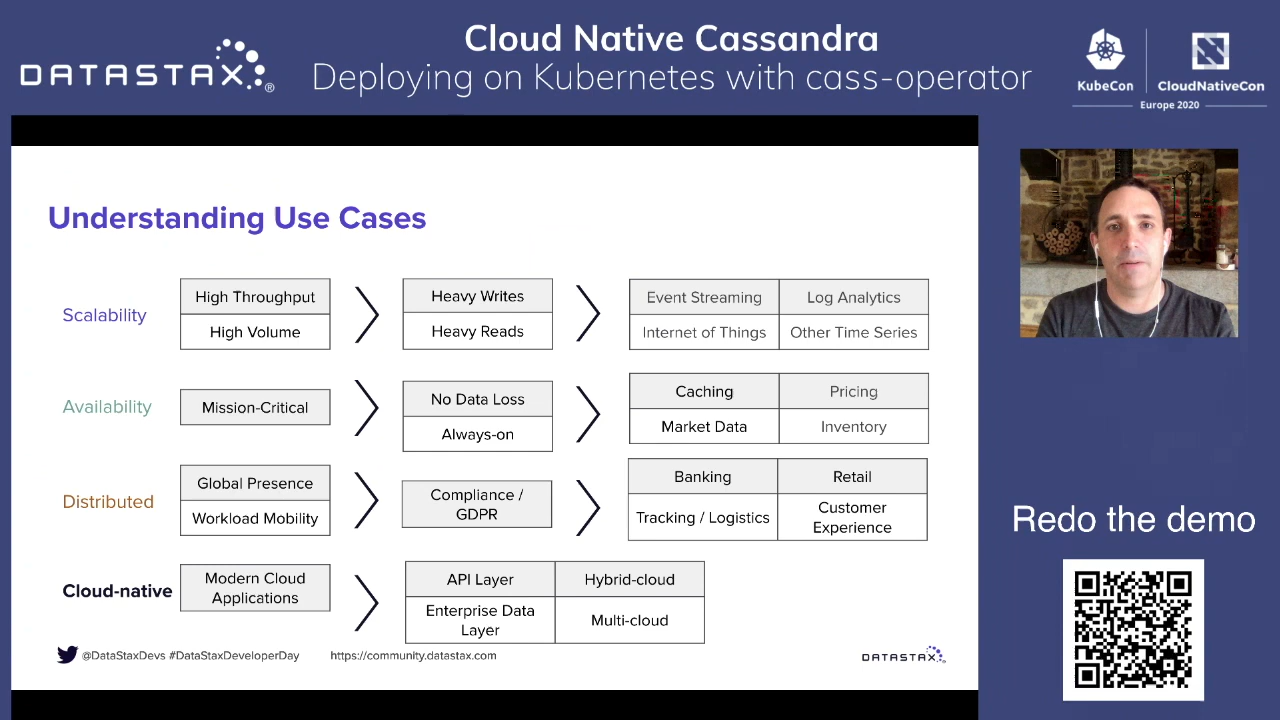 DATASTAX
Cloud Native Cassandra
Deploying on Kubernetes with cass-operator
KubeCon
CloudNativeCon
Europe 2020
Understanding Use Cases
Scalability
High Throughput
High Volume
Heavy Writes
Heavy Reads
Event Streaming
Log Analytics
Internet of Things
Other Time Series
Availability
Mission-Critical
No Data Loss
Always-on
Caching
Pricing
Market Data
Inventory
Distributed
Global Presence
Workload Mobility
Compliance /
GDPR
Banking
Retail
Tracking / Logistics
Customer
Experience
Cloud-native
Modern Cloud
Applications
API Layer
Hybrid-cloud
Enterprise Data
Layer
Multi-cloud
@DataStaxDevs #DataStaxDeveloperDay
https://community.datastax.com
DATASTAX
Redo the demo